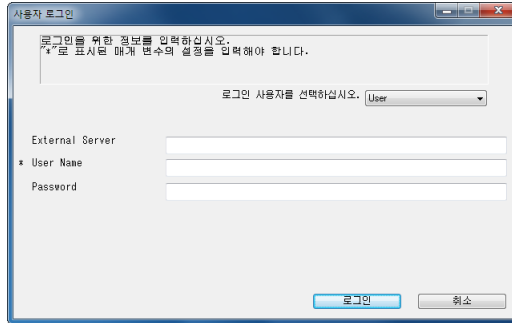 사용자 로그인
로그인을 위한 정보를 입력하십시오.
"*"로 표시된 매개 변수의 설정을 입력해야 합니다.
로그인 사용자를 선택하십시오. User
External Server
* User Name
Password
로그인 취소